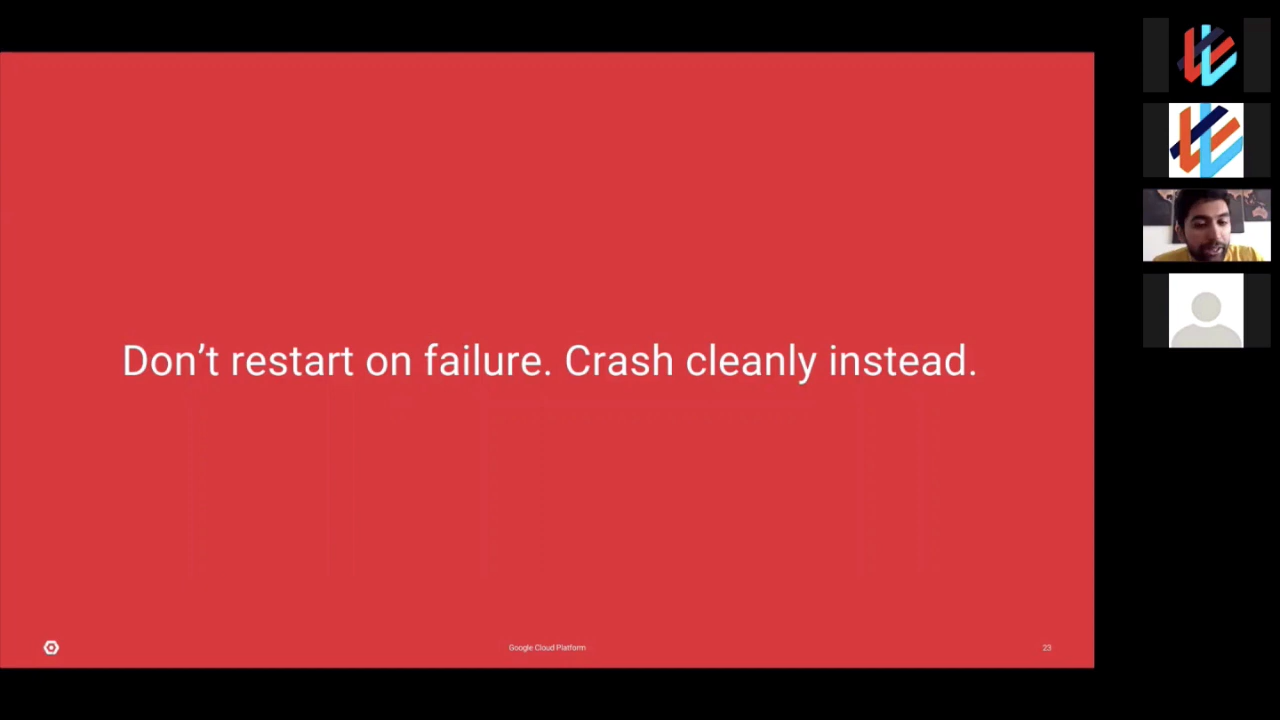 Don’t restart on failure. Crash cleanly instead.
Google Cloud Platform
23